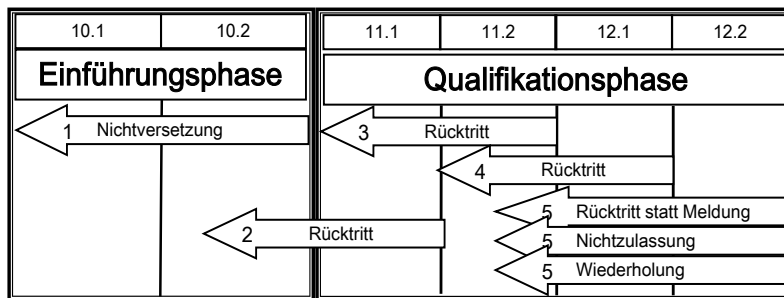 10.1 10.2 11.1 11.2 12.1 12.2
Einführungsphase Qualifikationsphase
1 Nichtversetzung 3 Rücktritt
4 Rücktritt
5 Rücktritt statt Meldung
2 Rücktritt 5 Nichtzulassung
5 Wiederholung